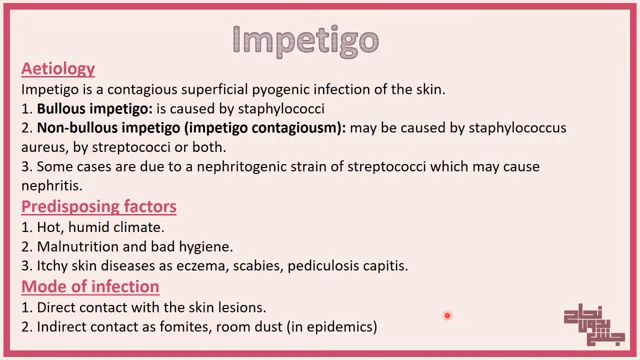 Impetigo
Aetiology
Impetigo is a contagious superficial pyogenic infection of the skin.
1. Bullous impetigo: is caused by staphylococci
2. Non-bullous impetigo (impetigo contagiousm): may be caused by staphylococcus
aureus, by streptococci or both.
3. Some cases are due to a nephritogenic strain of streptococci which may cause
nephritis.
Predisposing factors
1. Hot, humid climate.
2. Malnutrition and bad hygiene.
3. Itchy skin diseases as eczema, scabies, pediculosis capitis.
Mode of infection
1. Direct contact with the skin lesions.
2. Indirect contact as fomites, room dust (in epidemics)
نجاح
بدون
جشع